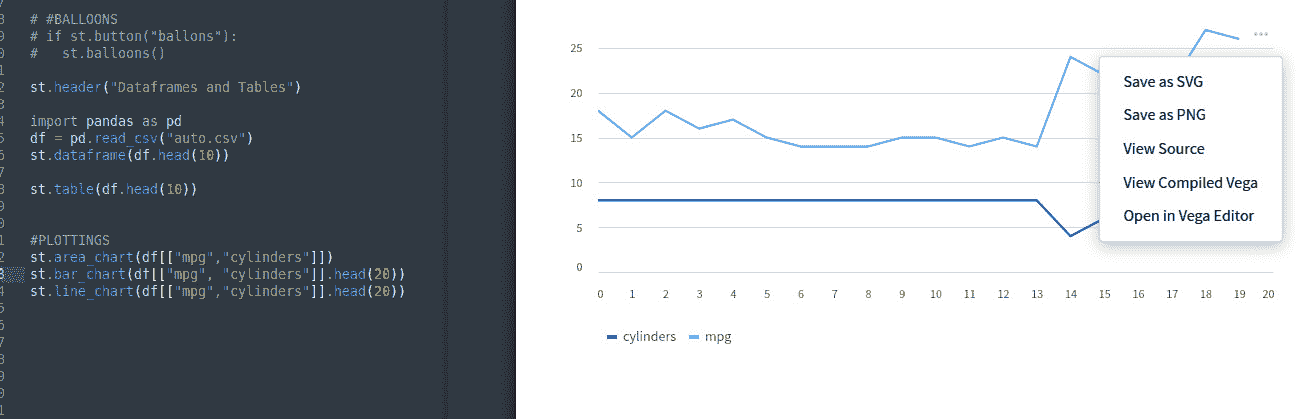 # #BALLOONS
# if st.button("ballons"):
#   st.balloons()
st.header("Dataframes and Tables")
import pandas as pd
df = pd.read_csv("auto.csv")
st.dataframe(df.head(10))
st.table(df.head(10))
#PLOTTINGS
st.area_chart(df[["mpg","cylinders"]])
st.bar_chart(df[["mpg", "cylinders"]].head(20))
st.line_chart(df[["mpg","cylinders"]].head(20))
25
20
15
10
5
0
0 1 2 3 4 5 6 7 8 9 10 11 12 13 14 15 16 17 18 19 20
cylinders mpg
Save as SVG
Save as PNG
View Source
View Compiled Vega
Open in Vega Editor